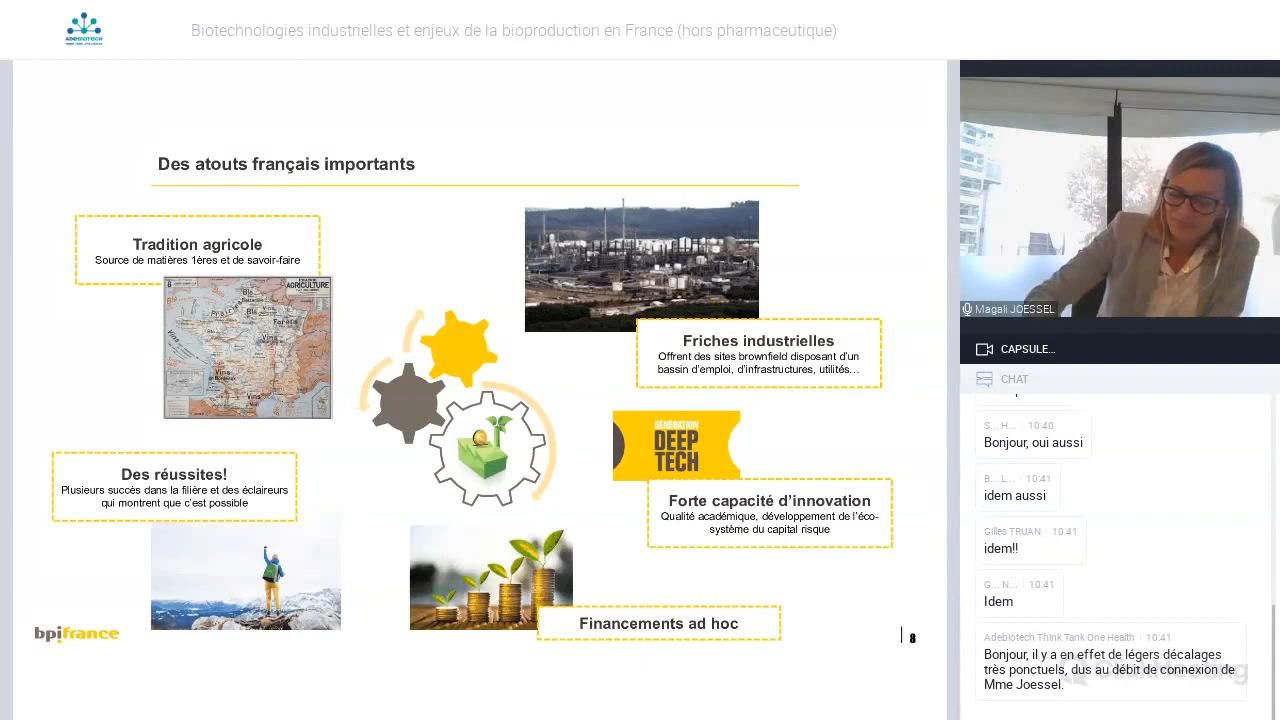 ADEBIOTECH
Biotechnologies industrielles et enjeux de la bioproduction en France (hors pharmaceutique)
Des atouts français importants
Tradition agricole
Source de matières 1ères et de savoir-faire
AGRICULTURE
Friches industrielles
Offrent des sites brownfield disposant d'un
bassin d'emploi, d'infrastructures, utilités…
GÉNÉRATION
DEEP
TECH
Des réussites!
Plusieurs succès dans la filière et des éclaireurs
qui montrent que c'est possible
Forte capacité d'innovation
Qualité académique, développement de l'éco-
système du capital risque
Financements ad hoc
bpifrance
8
Magali JOESSEL
CAPSULE...
CHAT
S... H... 10:40
Bonjour, oui aussi
B... L... 10:41
idem aussi
Gilles TRUAN 10:41
idem!!
G... N... 10:41
Idem
Adebiotech Think Tank One Health 10:41
Bonjour, il y a en effet de légers décalages
très ponctuels, dus au débit de connexion de
Mme Joessel.
ClickMeeting